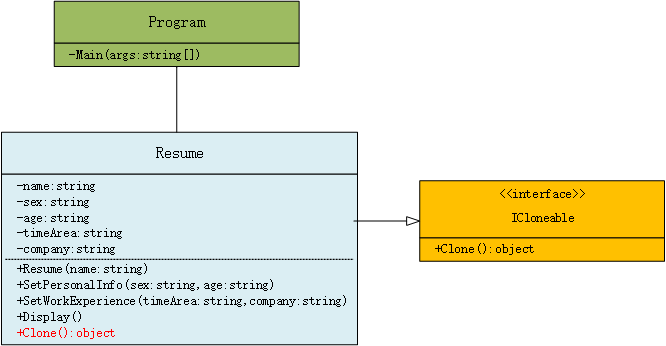 Program
-Main(args:string[])
Resume
-name:string
-sex:string
-age:string
-timeArea:string
-company:string
+Resume(name:string)
+SetPersonalInfo(sex:string,age:string)
+SetWorkExperience(timeArea:string,company:string)
+Display()
+Clone():object
<<interface>>
ICloneable
+Clone():object